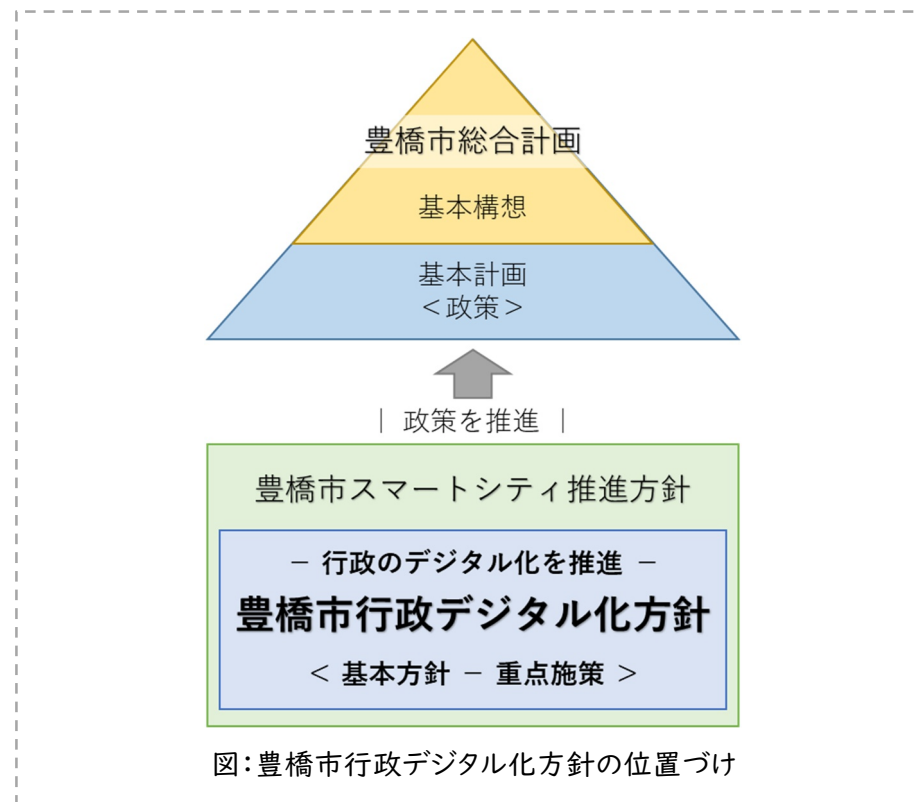 豊橋市総合計画
基本構想
基本計画
＜政策＞
| 政策を推進 |
豊橋市スマートシティ推進方針
− 行政のデジタル化を推進 −
豊橋市行政デジタル化方針
＜ 基本方針 − 重点施策 ＞
図：豊橋市行政デジタル化方針の位置づけ